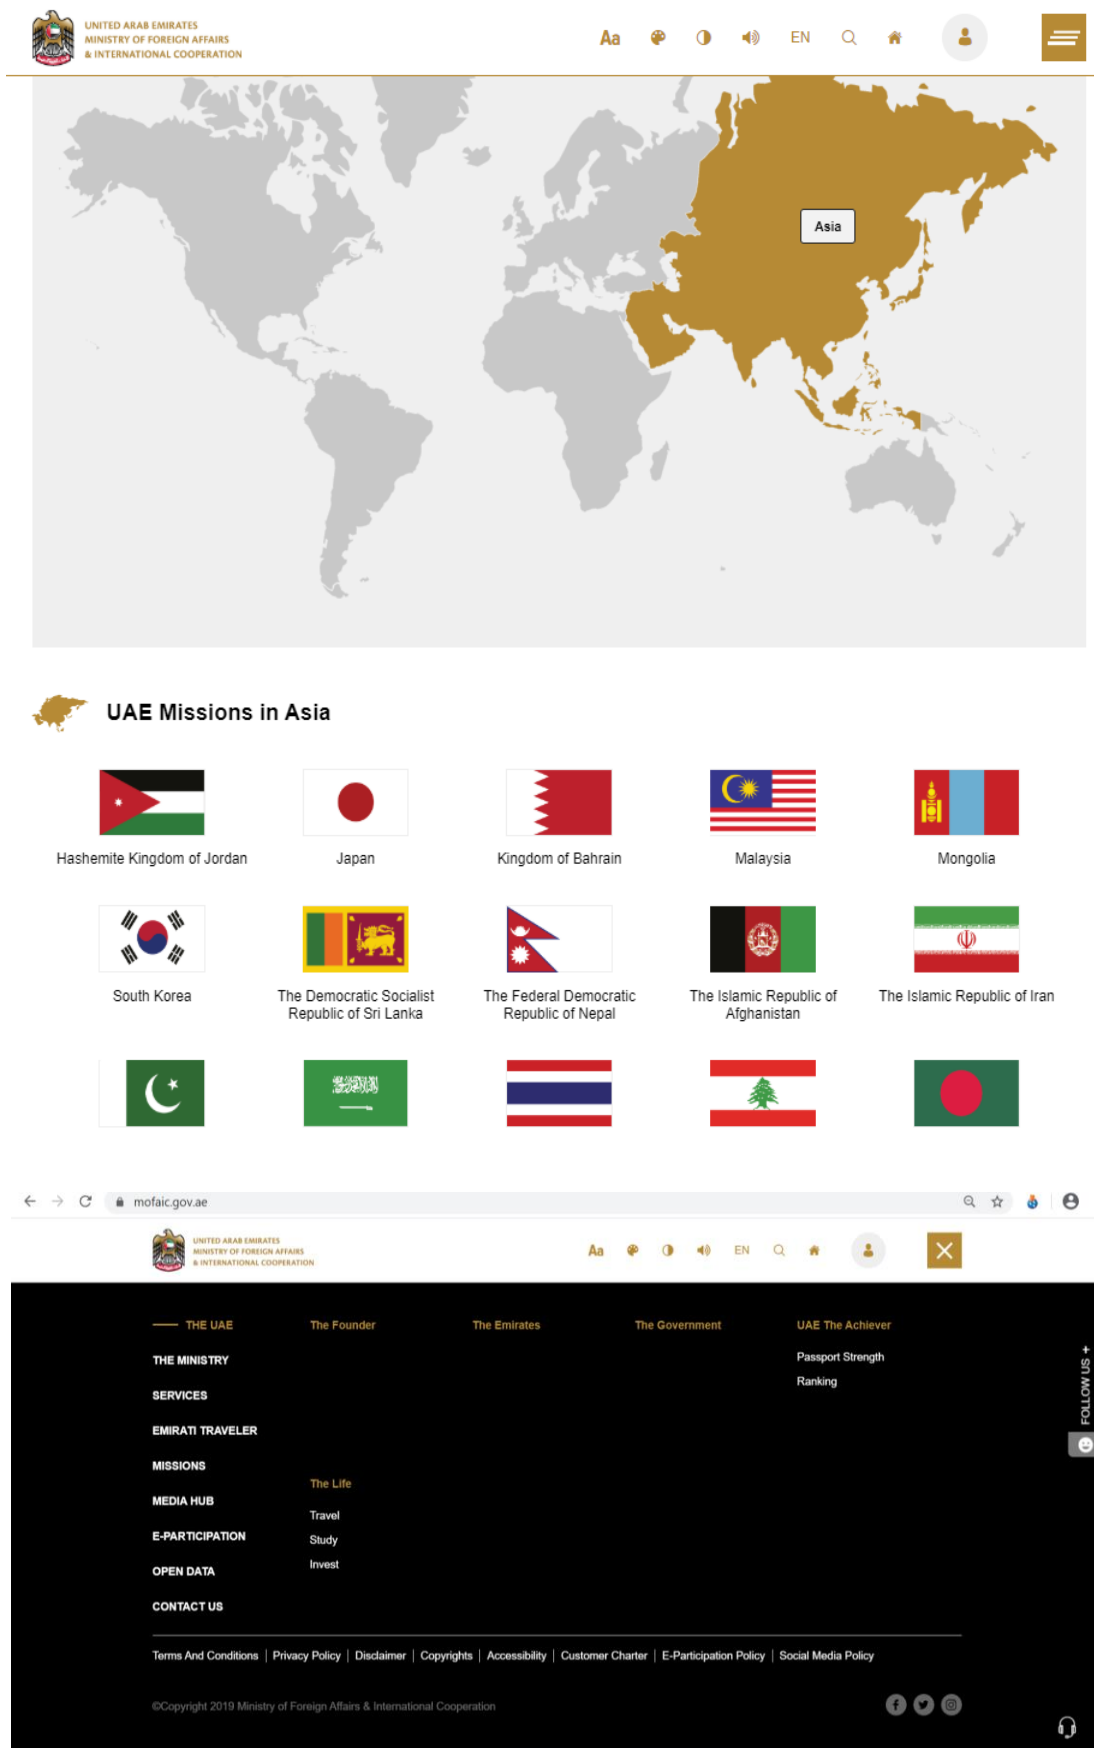 UNITED ARAB EMIRATES
MINISTRY OF FOREIGN AFFAIRS
& INTERNATIONAL COOPERATION
Aa EN
Asia
UAE Missions in Asia
Hashemite Kingdom of Jordan Japan Kingdom of Bahrain Malaysia Mongolia
South Korea The Democratic Socialist The Federal Democratic The Islamic Republic of The Islamic Republic of Iran
Republic of Sri Lanka Republic of Nepal Afghanistan
mofaic.gov.ae
UNITED ARAB EMIRATES
MINISTRY OF FOREIGN AFFAIRS
& INTERNATIONAL COOPERATION
Aa EN
THE UAE The Founder The Emirates The Government UAE The Achiever
THE MINISTRY Passport Strength
Ranking
SERVICES
EMIRATI TRAVELER
MISSIONS
The Life
MEDIA HUB
Travel
E-PARTICIPATION
Study
Invest
OPEN DATA
CONTACT US
FOLLOW US +
Terms And Conditions | Privacy Policy | Disclaimer | Copyrights | Accessibility | Customer Charter | E-Participation Policy | Social Media Policy
©Copyright 2019 Ministry of Foreign Affairs & International Cooperation